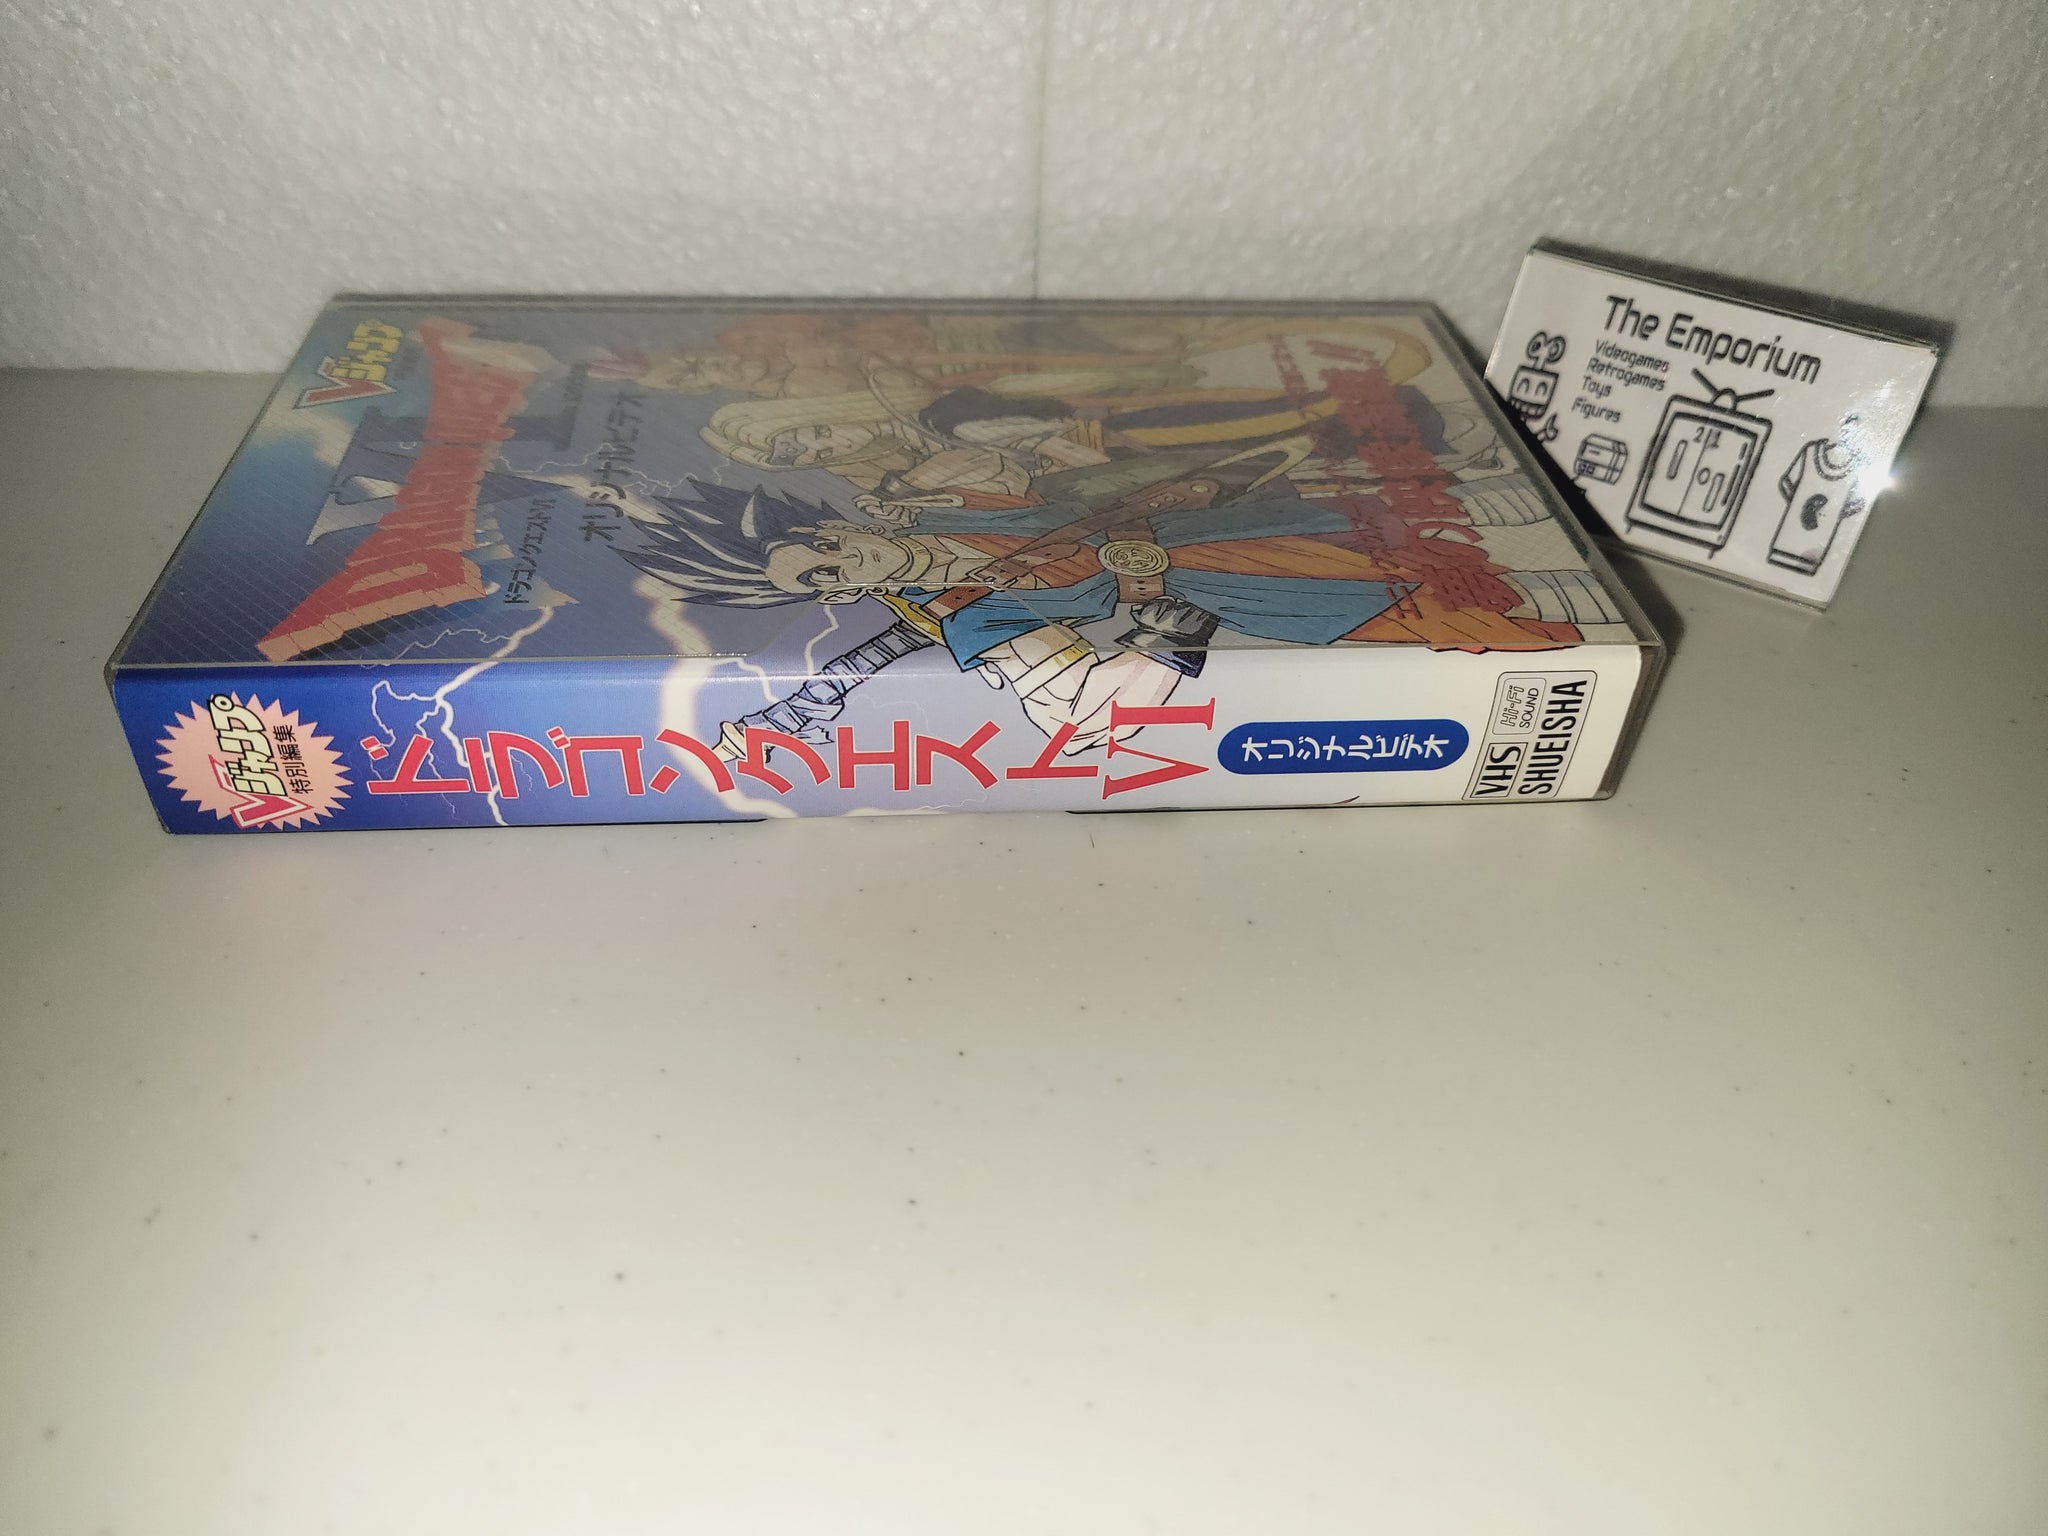 Vジャンプ
DRAGON QUEST
VI
ドラゴンクエストVI
オリジナルビデオ
Vジャンプ
特別編集
ドラゴンクエストVI
オリジナルビデオ
VHS
Hi-Fi
SOUND
SHUEISHA
The Emporium
Videogames
Retrogames
Toys
Figures